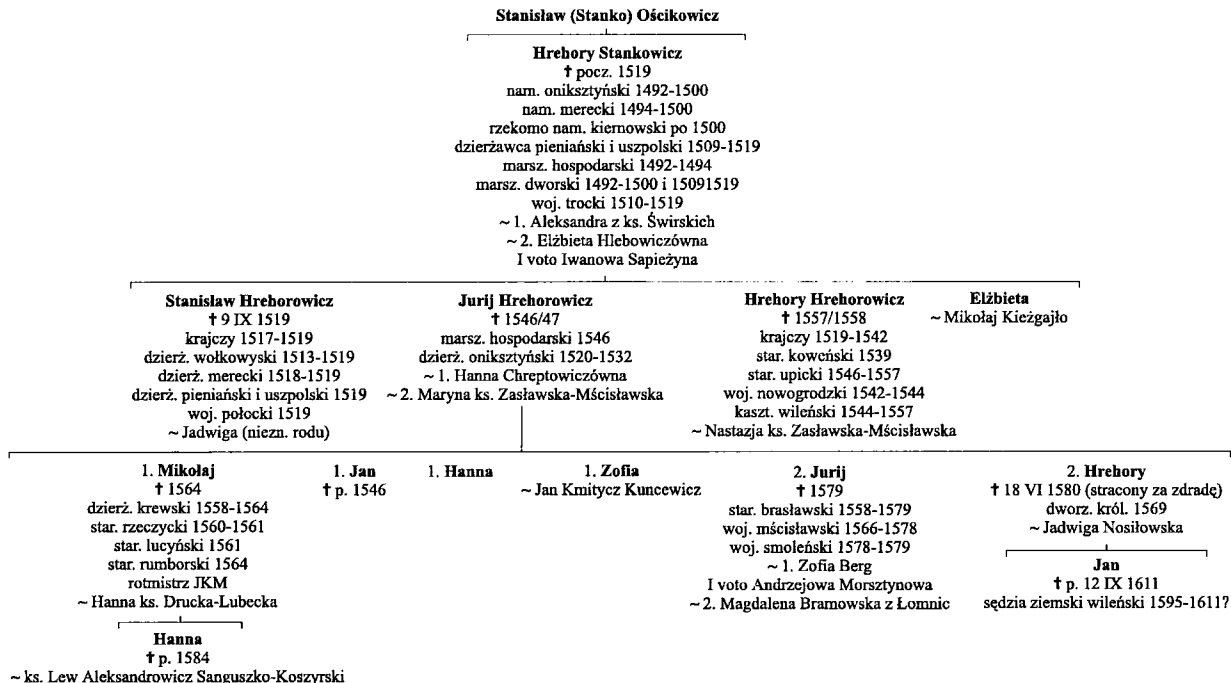 Stanisław (Stanko) Ościkowicz
Hrehory Stankowicz
† pocz. 1519
nam. oniksztyński 1492-1500
nam. merecki 1494-1500
rzekomo nam. kiernowski po 1500
dzierżawca pieniański i uszpolski 1509-1519
marsz. hospodarski 1492-1494
marsz. dworski 1492-1500 i 15091519
woj. trocki 1510-1519
~ 1. Aleksandra z ks. Świrskich
~ 2. Elżbieta Hlebowiczówna
I voto Iwanowa Sapieżyna
Stanisław Hrehorowicz
† 9 IX 1519
krajczy 1517-1519
dzierż. wołkowyski 1513-1519
dzierż. merecki 1518-1519
dzierż. pieniański i uszpolski 1519
woj. połocki 1519
~ Jadwiga (niezn. rodu)
Jurij Hrehorowicz
† 1546/47
marsz. hospodarski 1546
dzierż. oniksztyński 1520-1532
~ 1. Hanna Chreptowiczówna
~ 2. Maryna ks. Zasławska-Mścisławska
Hrehory Hrehorowicz
† 1557/1558
krajczy 1519-1542
star. koweński 1539
star. upicki 1546-1557
woj. nowogrodzki 1542-1544
kaszt. wileński 1544-1557
~ Nastazja ks. Zasławska-Mścisławska
Elżbieta
~ Mikołaj Kieżgajło
1. Mikołaj
† 1564
dzierż. krewski 1558-1564
star. rzeczycki 1560-1561
star. lucyński 1561
star. rumborski 1564
rotmistrz JKM
~ Hanna ks. Drucka-Lubecka
Hanna
† p. 1584
~ ks. Lew Aleksandrowicz Sanguszko-Koszyrski
1. Jan
† p. 1546
1. Hanna
1. Zofia
~ Jan Kmitycz Kuncewicz
2. Jurij
† 1579
star. brasławski 1558-1579
woj. mścisławski 1566-1578
woj. smoleński 1578-1579
~ 1. Zofia Berg
I voto Andrzejowa Morsztynowa
~ 2. Magdalena Bramowska z Łomnic
2. Hrehory
† 18 VI 1580 (stracony za zdradę)
dworz. król. 1569
~ Jadwiga Nosiłowska
Jan
† p. 12 IX 1611
sędzia ziemski wileński 1595-1611?